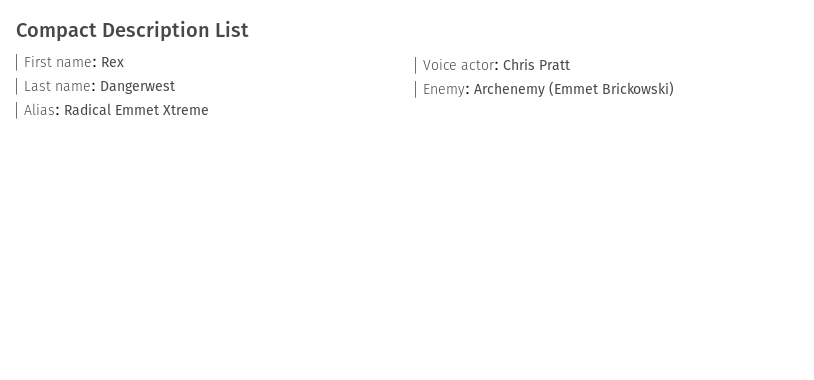 Compact Description List
First name: Rex
Last name: Dangerwest
Alias: Radical Emmet Xtreme
Voice actor: Chris Pratt
Enemy: Archenemy (Emmet Brickowski)